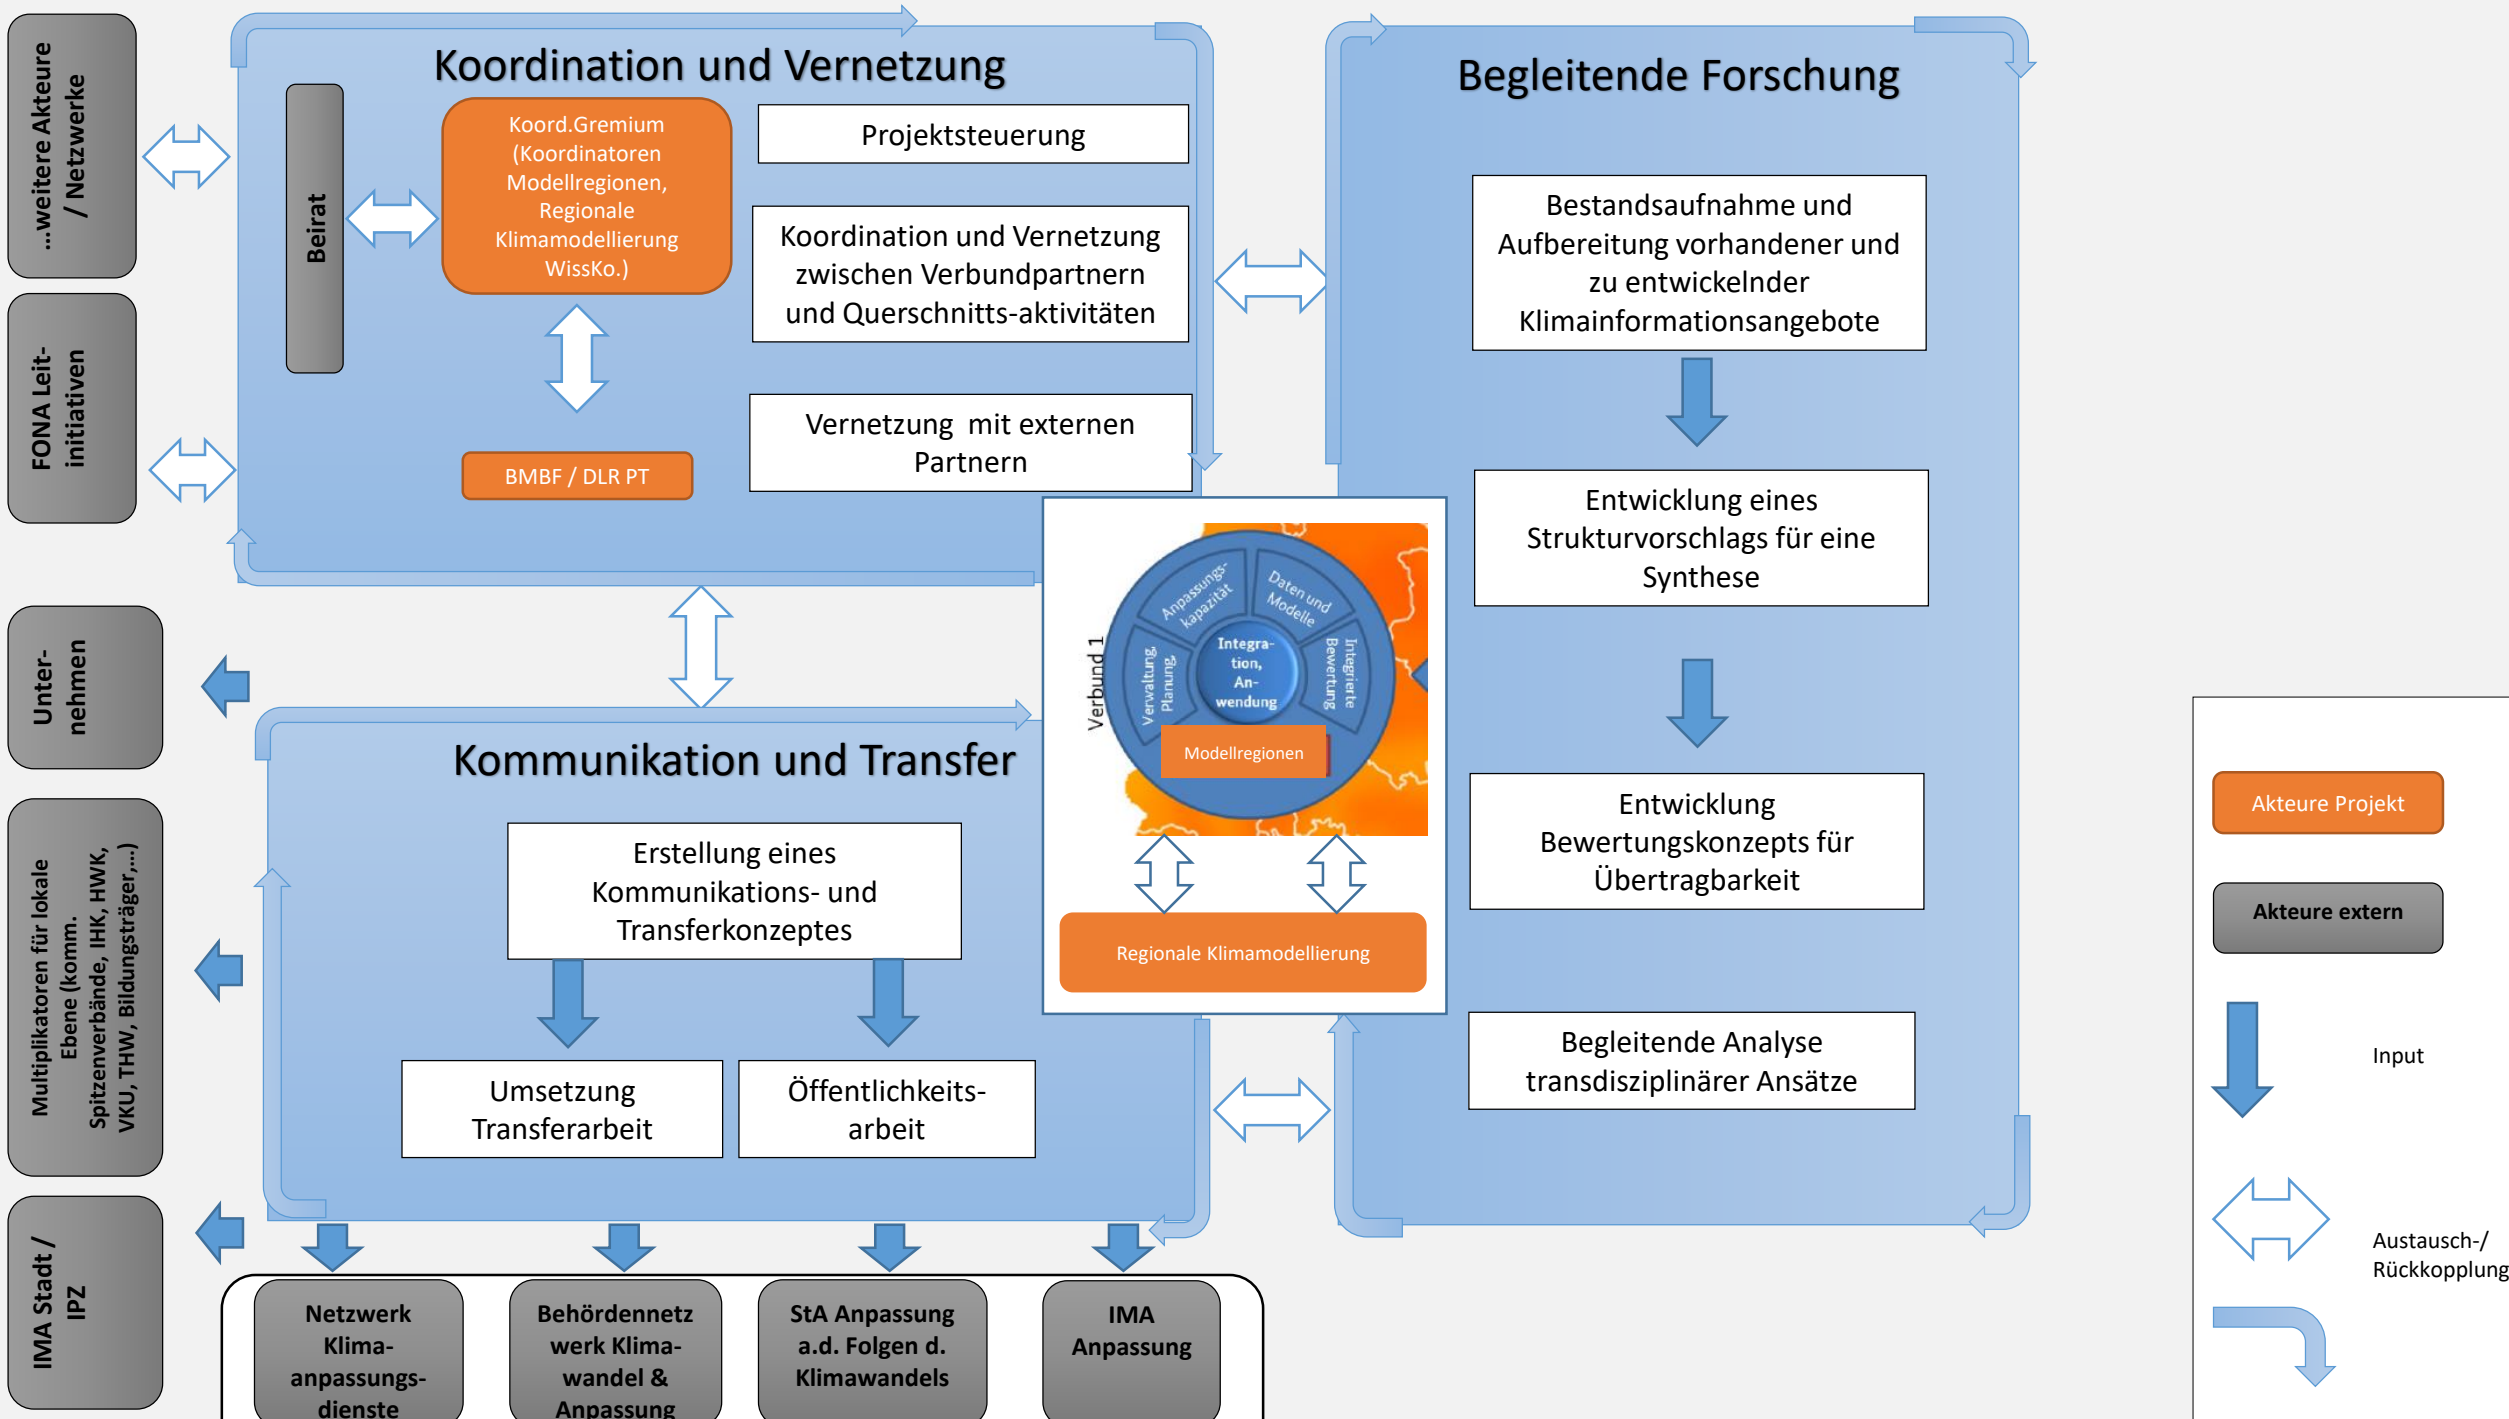 ...weitere Akteure
/ Netzwerke
FONA Leit-
initiativen
Unter-
nehmen
Multiplikatoren für lokale
Ebene (komm.
Spitzenverbände, IHK, HWK,
VKU, THW, Bildungsträger,...)
IMA Stadt /
IPZ
Koordination und Vernetzung
Beirat
Koord.Gremium
(Koordinatoren
Modellregionen,
Regionale
Klimamodellierung
WissKo.)
BMBF / DLR PT
Projektsteuerung
Koordination und Vernetzung
zwischen Verbundpartnern
und Querschnitts-aktivitäten
Vernetzung mit externen
Partnern
Begleitende Forschung
Bestandsaufnahme und
Aufbereitung vorhandener und
zu entwickelnder
Klimainformationsangebote
Entwicklung eines
Strukturvorschlags für eine
Synthese
Entwicklung
Bewertungskonzepts für
Übertragbarkeit
Begleitende Analyse
transdisziplinärer Ansätze
Verbund 1
Verwaltung,
Planung,
Anpassungs-
kapazität
Daten und
Modelle
Integrierte
Bewertung
Integra-
tion,
An-
wendung
Modellregionen
Regionale Klimamodellierung
Kommunikation und Transfer
Erstellung eines
Kommunikations- und
Transferkonzeptes
Umsetzung
Transferarbeit
Öffentlichkeits-
arbeit
Netzwerk
Klima-
anpassungs-
dienste
Behördennetz
werk Klima-
wandel &
Anpassung
StA Anpassung
a.d. Folgen d.
Klimawandels
IMA
Anpassung
Akteure Projekt
Akteure extern
Input
Austausch-/
Rückkopplung